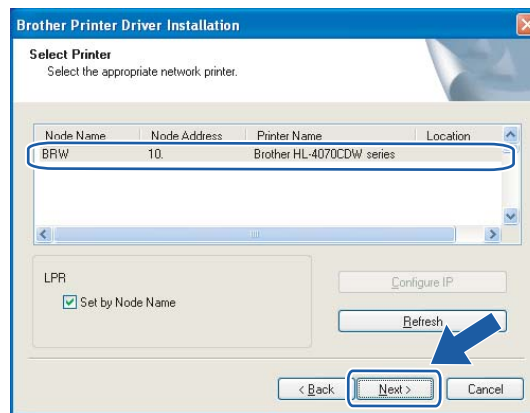 Brother Printer Driver Installation
Select Printer
Select the appropriate network printer.
Node Name Node Address Printer Name Location
BRW 10. Brother HL-4070CDW series
LPR
Set by Node Name
Configure IP
Refresh
< Back Next > Cancel